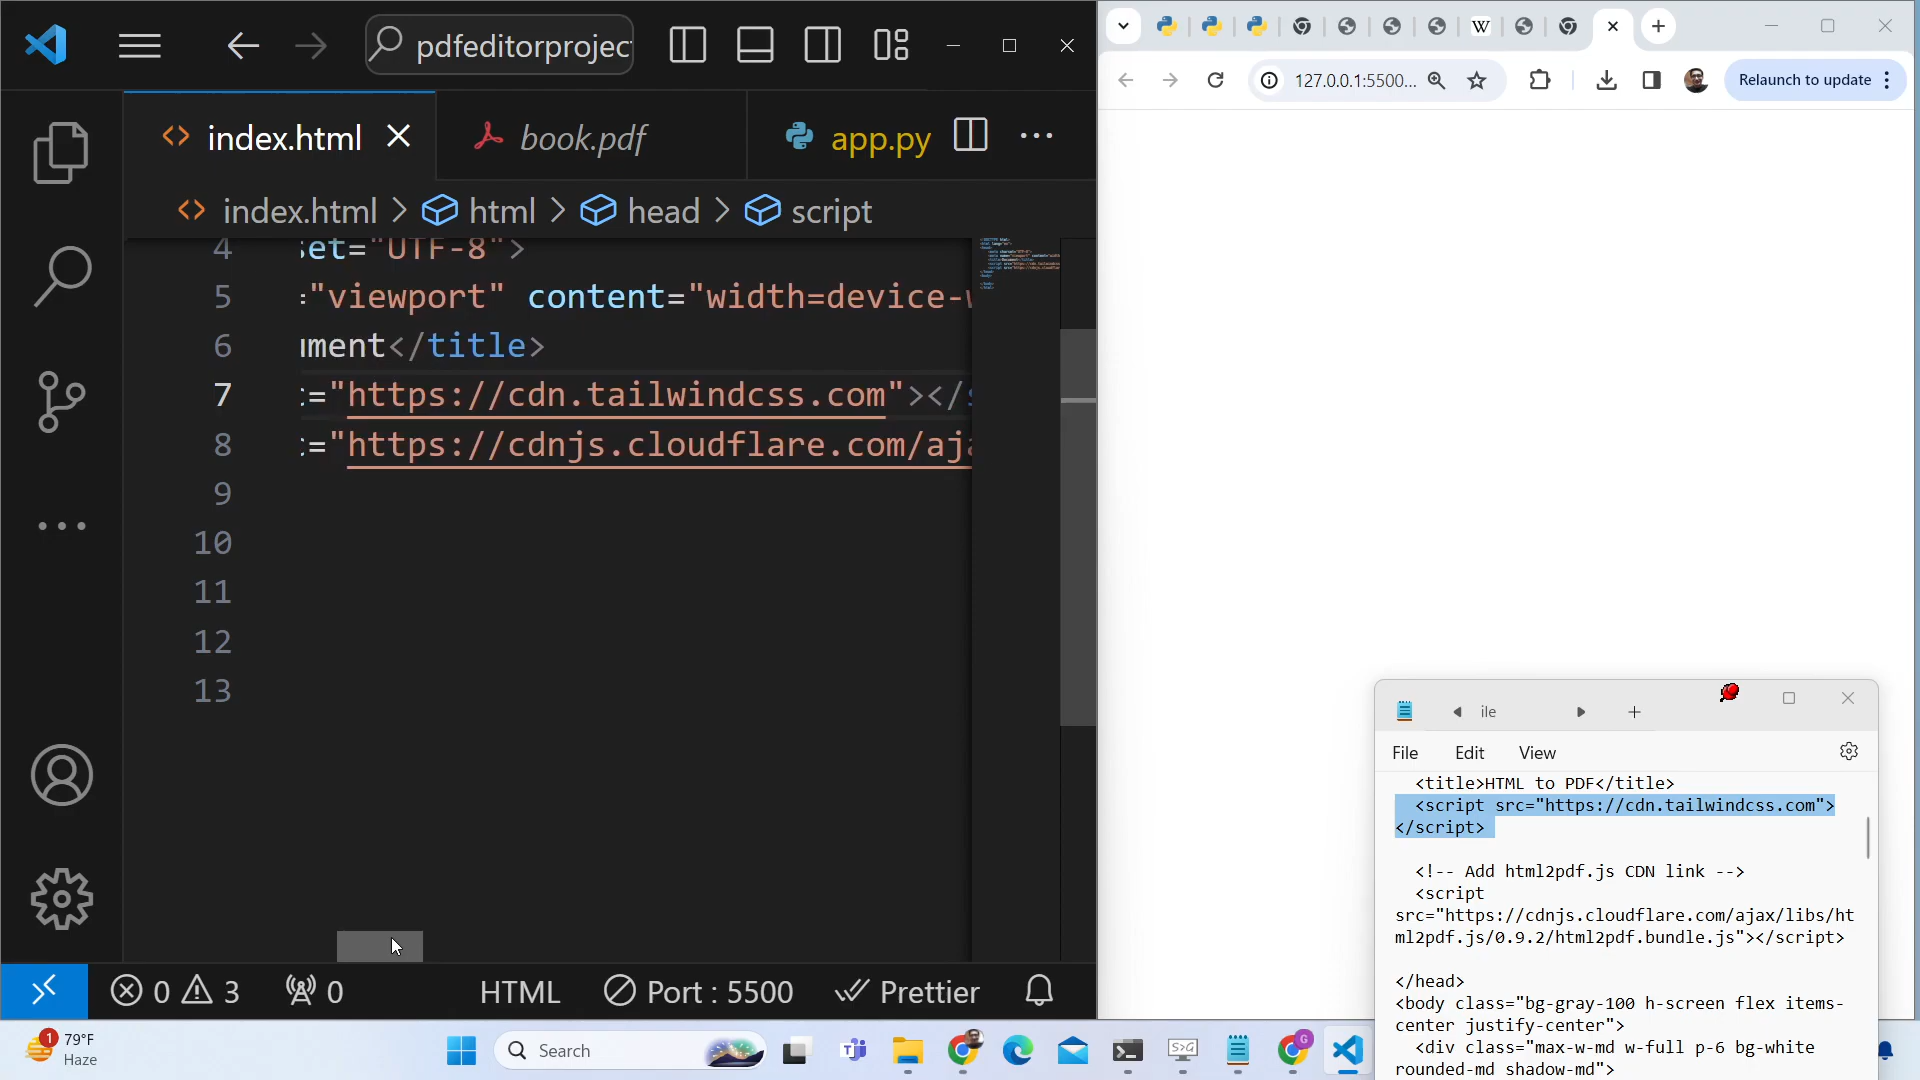 pdfeditorprojec
index.html
book.pdf
app.py
index.html > html > head > script
4 set="UTF-8">
5 ="viewport" content="width=device-w
6 ument</title>
7 c="https://cdn.tailwindcss.com"></s
8 c="https://cdnjs.cloudflare.com/aja
9
10
11
12
13
0 3
0
HTML
Port : 5500
Prettier
127.0.0.1:5500...
Relaunch to update
ile
File Edit View
<title>HTML to PDF</title>
<script src="https://cdn.tailwindcss.com">
</script>
<!-- Add html2pdf.js CDN link -->
<script
src="https://cdnjs.cloudflare.com/ajax/libs/ht
ml2pdf.js/0.9.2/html2pdf.bundle.js"></script>
</head>
<body class="bg-gray-100 h-screen flex items-
center justify-center">
<div class="max-w-md w-full p-6 bg-white
rounded-md shadow-md">
1
79°F
Haze
Search